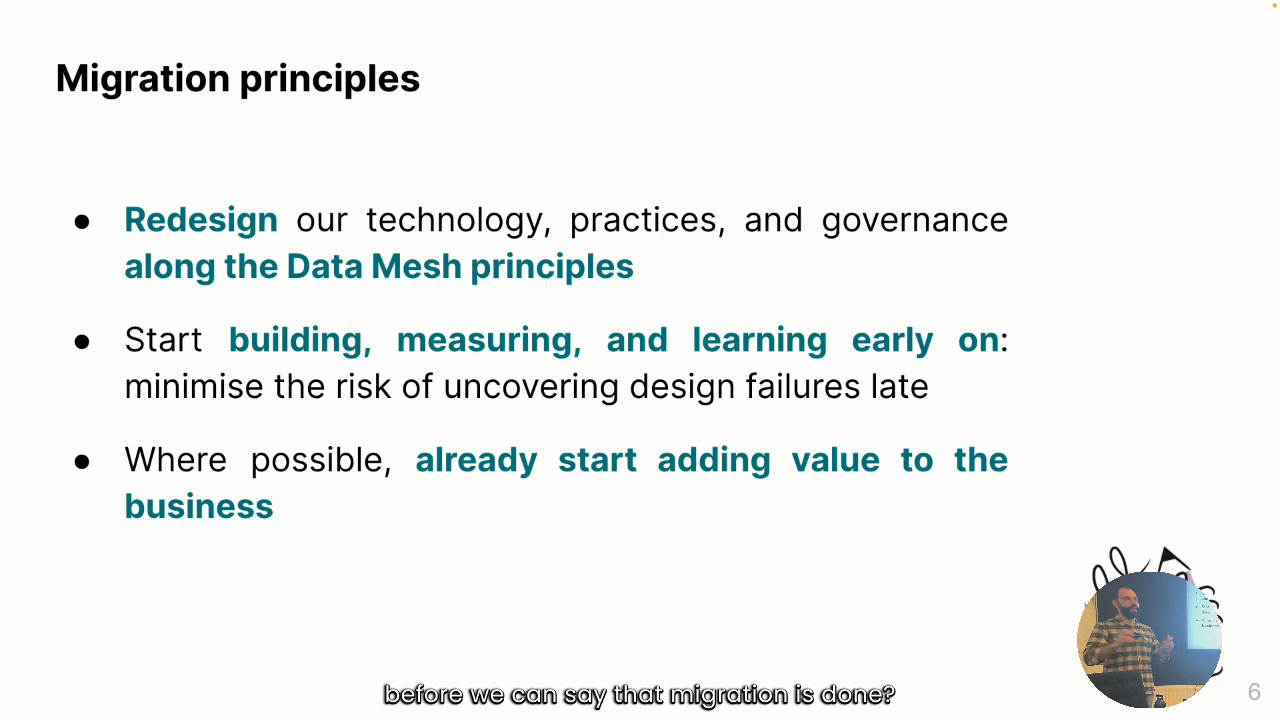 Migration principles
● Redesign our technology, practices, and governance
along the Data Mesh principles
● Start building, measuring, and learning early on:
minimise the risk of uncovering design failures late
● Where possible, already start adding value to the
business
before we can say that migration is done?
6